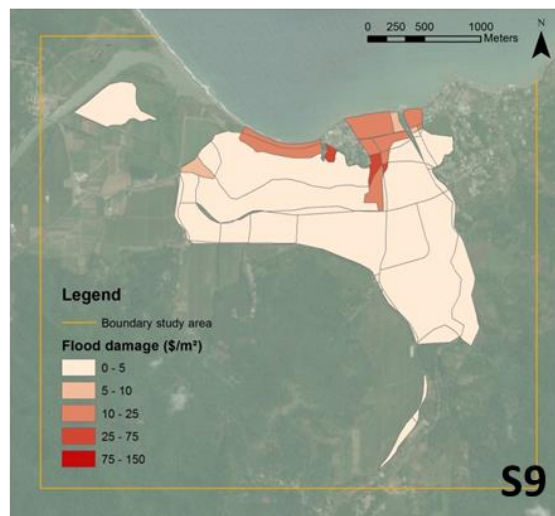 0 250 500 1000
Meters
N
Legend
Boundary study area
Flood damage ($/m²)
0 - 5
5 - 10
10 - 25
25 - 75
75 - 150
S9